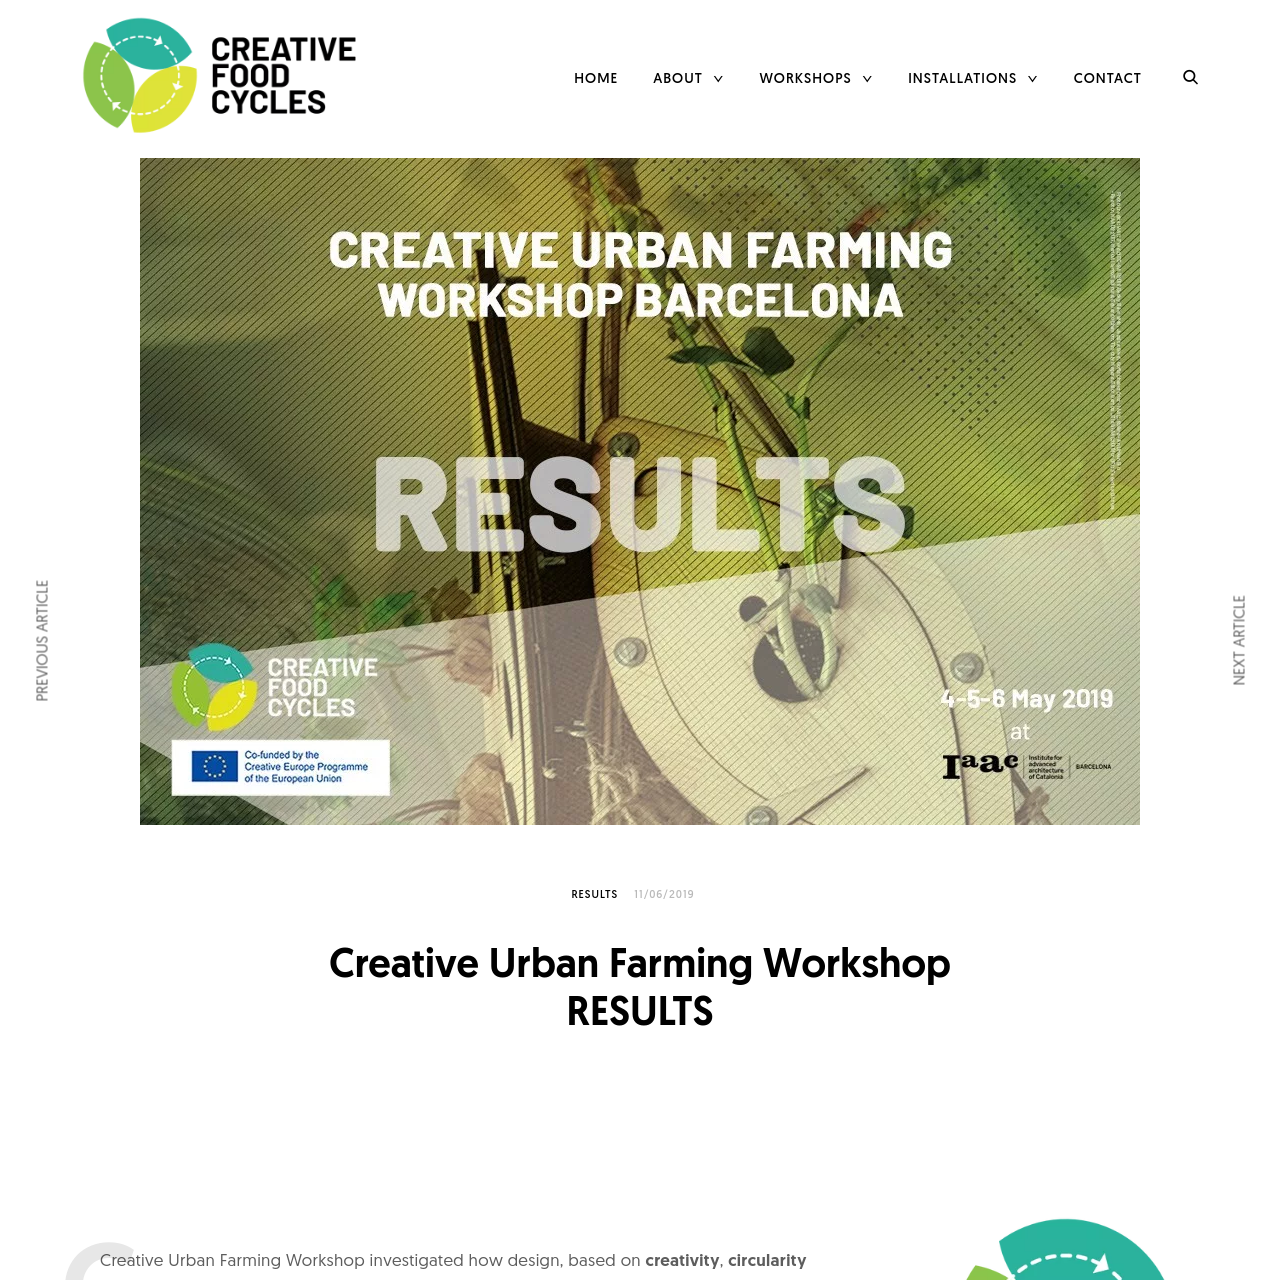 CREATIVE
FOOD
CYCLES
HOME ABOUT WORKSHOPS INSTALLATIONS CONTACT
CREATIVE URBAN FARMING
WORKSHOP BARCELONA
RESULTS
CREATIVE
FOOD
CYCLES
Co-funded by the
Creative Europe Programme
of the European Union
4-5-6 May 2019
at
Iaac
Institute for
advanced
architecture
of Catalonia
BARCELONA
PREVIOUS ARTICLE
NEXT ARTICLE
RESULTS 11/06/2019
Creative Urban Farming Workshop
RESULTS
Creative Urban Farming Workshop investigated how design, based on creativity, circularity